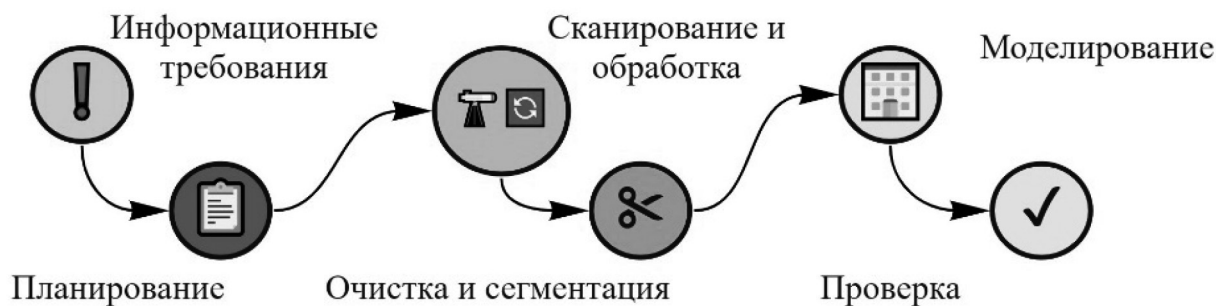 Информационные
требования
Сканирование и
обработка
Моделирование
Планирование
Очистка и сегментация
Проверка